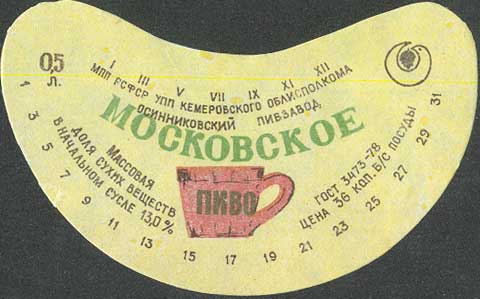 0,5
Л.
I III V VII IX XI XII
МПП РСФСР УПП КЕМЕРОВСКОГО ОБЛИСПОЛКОМА
ОСИННИКОВСКИЙ ПИВЗАВОД
МОСКОВСКОЕ
ПИВО
МАССОВАЯ
ДОЛЯ СУХИХ ВЕЩЕСТВ
В НАЧАЛЬНОМ СУСЛЕ 13,0%
ГОСТ 3473-78
ЦЕНА 36 КОП. Б/С ПОСУДЫ
1 3 5 7 9 11 13 15 17 19 21 23 25 27 29 31